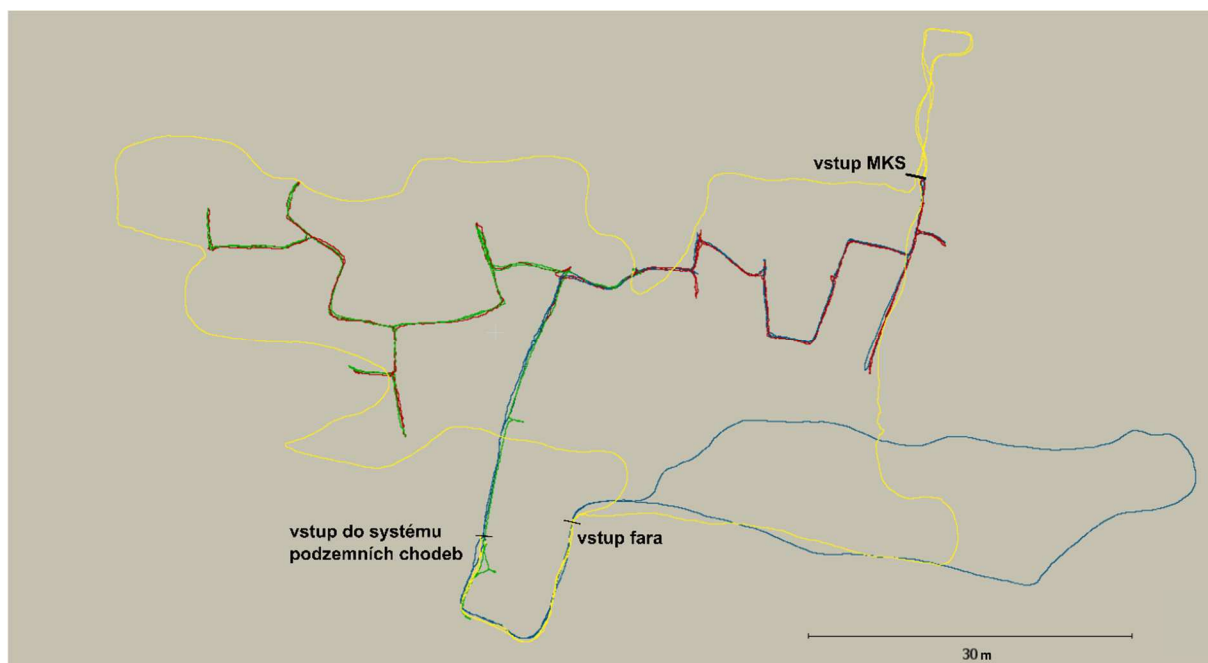 vstup MKS
vstup do systému
podzemních chodeb
vstup fara
30 m